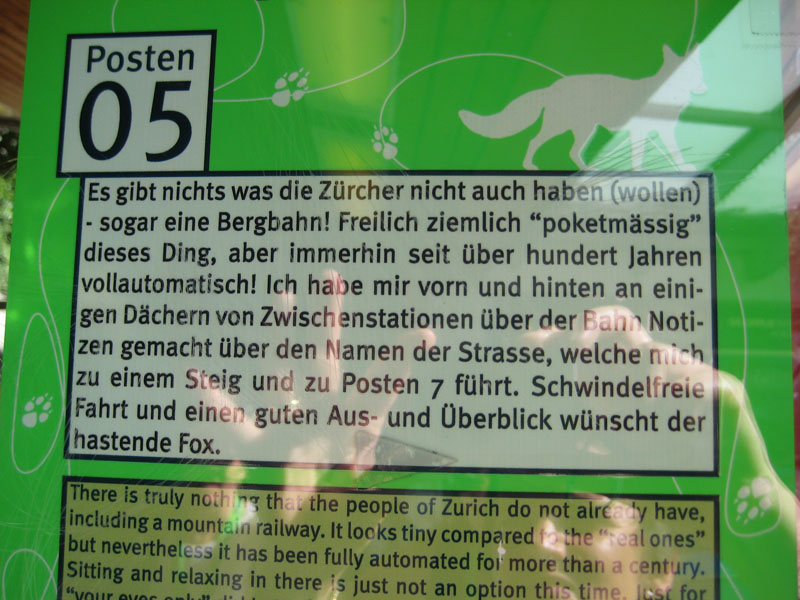 Posten
05
Es gibt nichts was die Zürcher nicht auch haben (wollen)
- sogar eine Bergbahn! Freilich ziemlich "poketmässig"
dieses Ding, aber immerhin seit über hundert Jahren
vollautomatisch! Ich habe mir vorn und hinten an eini-
gen Dächern von Zwischenstationen über der Bahn Noti-
zen gemacht über den Namen der Strasse, welche mich
zu einem Steig und zu Posten 7 führt. Schwindelfreie
Fahrt und einen guten Aus- und Überblick wünscht der
hastende Fox.
There is truly nothing that the people of Zurich do not already have,
including a mountain railway. It looks tiny compared to the "real ones"
but nevertheless it has been fully automated for more than a century.
Sitting and relaxing in there is just not an option this time. Just for
"your eyes only"